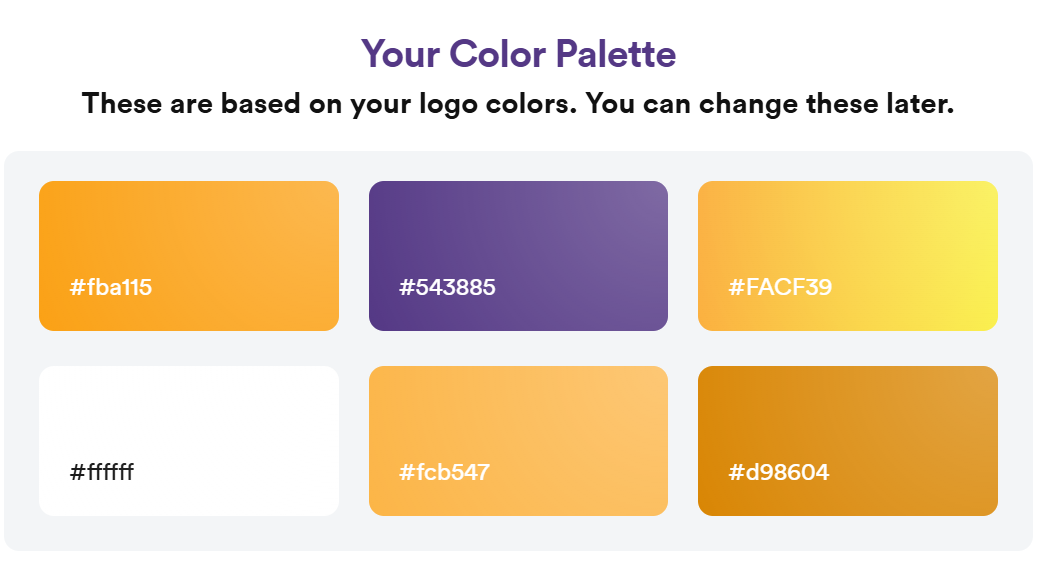 Your Color Palette
These are based on your logo colors. You can change these later.
#fba115
#543885
#FACF39
#ffffff
#fcb547
#d98604